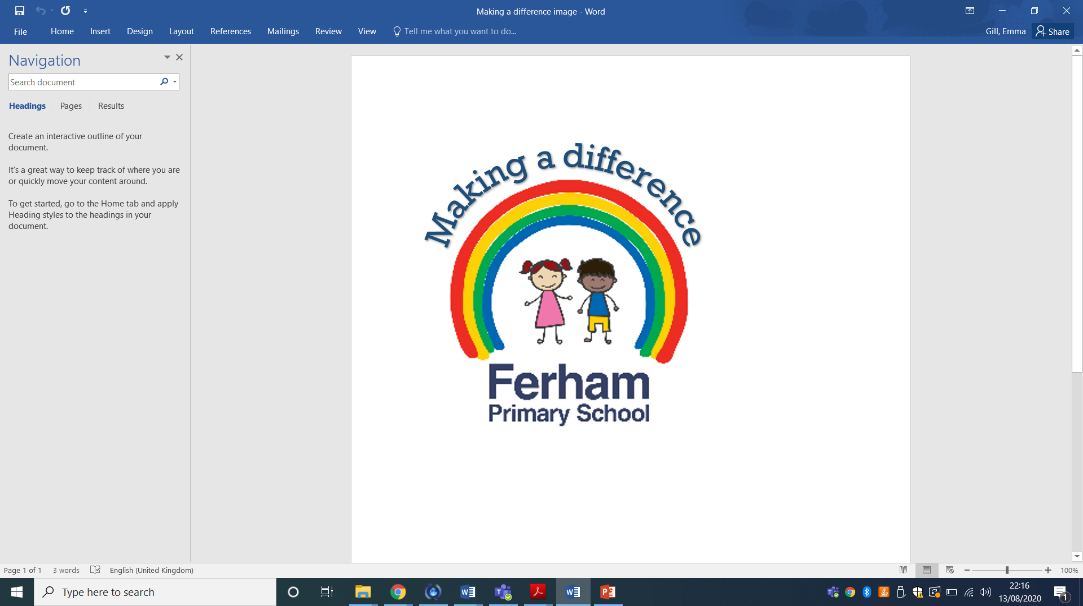 Making a difference image - Word
File
Home
Insert
Design
Layout
References
Mailings
Review
View
Tell me what you want to do...
Gill, Emma
Share
Navigation
Search document
Headings
Pages
Results
Create an interactive outline of your
document.
It's a great way to keep track of where you are
or quickly move your content around.
To get started, go to the Home tab and apply
Heading styles to the headings in your
document.
Making a difference
Ferham
Primary School
Page 1 of 1
3 words
English (United Kingdom)
100%
Type here to search
22:16
13/08/2020
1